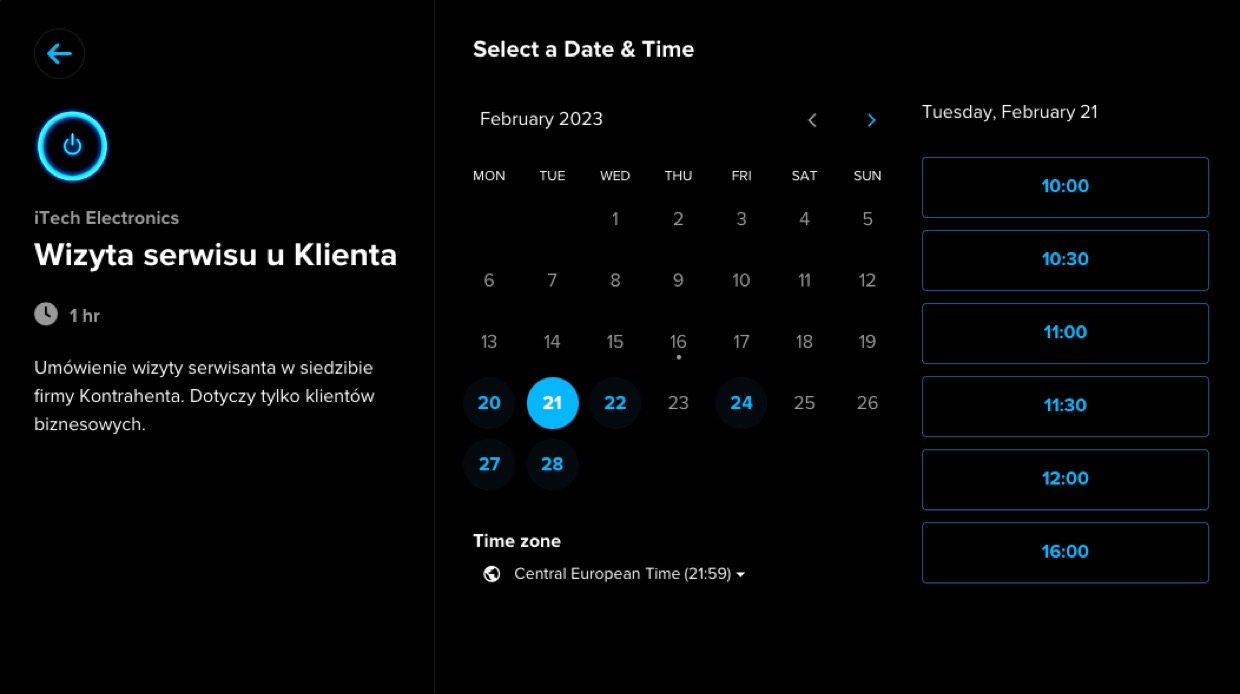 iTech Electronics
Wizyta serwisu u Klienta
1 hr
Umówienie wizyty serwisanta w siedzibie
firmy Kontrahenta. Dotyczy tylko klientów
biznesowych.
Select a Date & Time
February 2023
MON TUE WED THU FRI SAT SUN
1 2 3 4 5
6 7 8 9 10 11 12
13 14 15 16 17 18 19
20 21 22 23 24 25 26
27 28
Time zone
Central European Time (21:59)
Tuesday, February 21
10:00
10:30
11:00
11:30
12:00
16:00